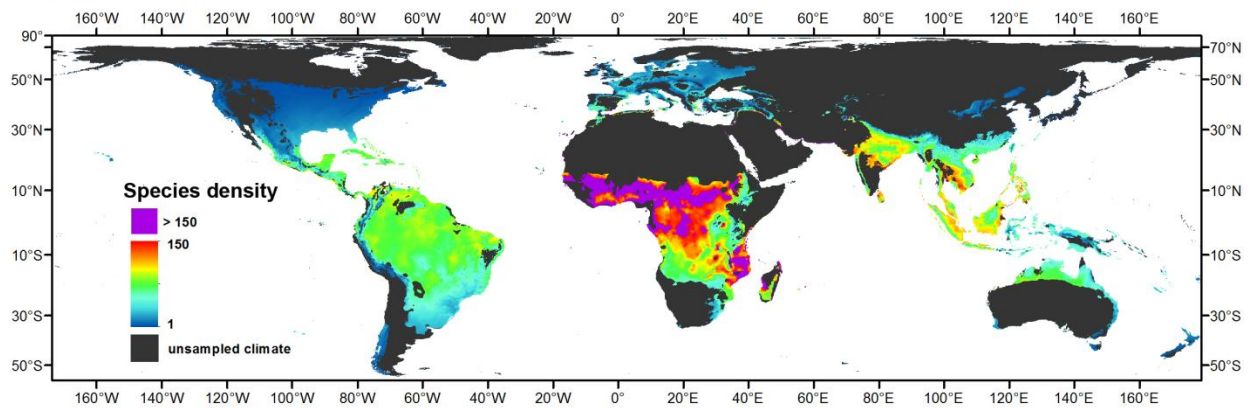 160°W 140°W 120°W 100°W 80°W 60°W 40°W 20°W 0° 20°E 40°E 60°E 80°E 100°E 120°E 140°E 160°E
90° 70°N
50°N 50°N
30°N 30°N
10°N 10°N
Species density
> 150
150
10°S 10°S
1
30°S 30°S
unsampled climate
50°S 50°S
160°W 140°W 120°W 100°W 80°W 60°W 40°W 20°W 0° 20°E 40°E 60°E 80°E 100°E 120°E 140°E 160°E